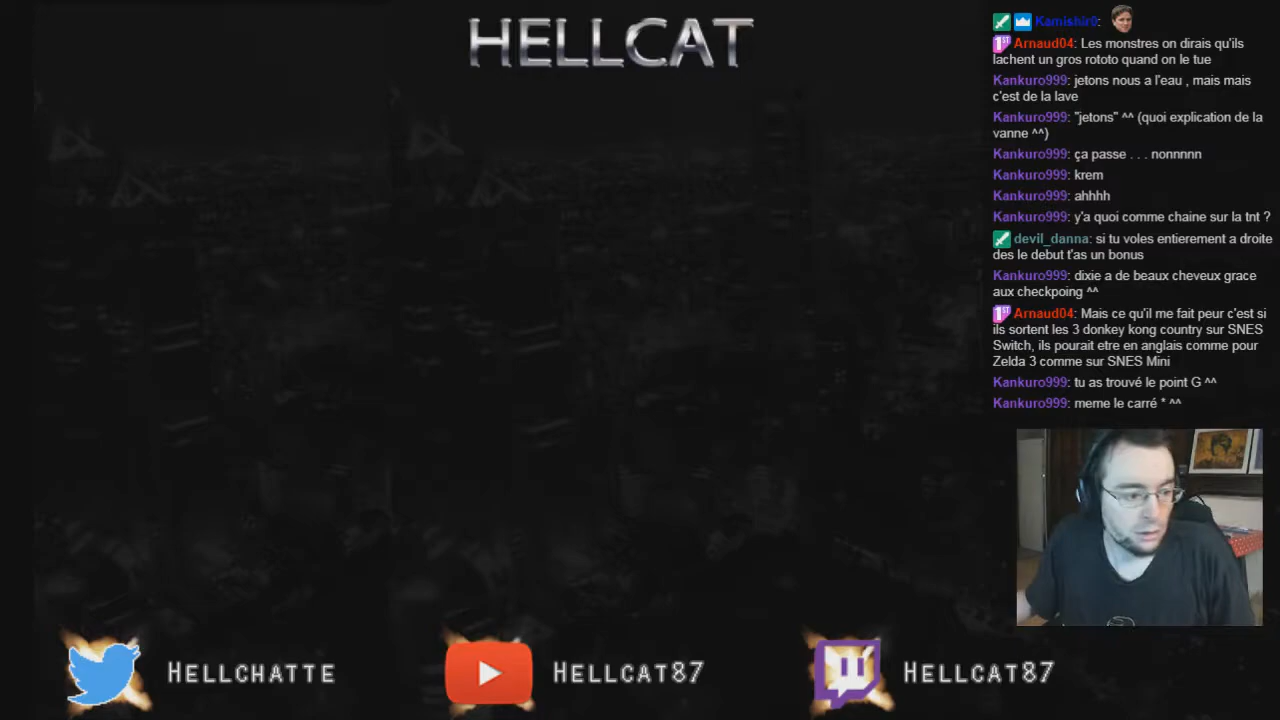 HELLCAT
Kamishir0:
Arnaud04: Les monstres on dirais qu'ils
lachent un gros rototo quand on le tue
Kankuro999: jetons nous a l'eau , mais mais
c'est de la lave
Kankuro999: "jetons" ^^ (quoi explication de la
vanne ^^)
Kankuro999: ça passe . . . nonnnnn
Kankuro999: krem
Kankuro999: ahhhh
Kankuro999: y'a quoi comme chaine sur la tnt ?
devil_danna: si tu voles entierement a droite
des le debut t'as un bonus
Kankuro999: dixie a de beaux cheveux grace
aux checkpoing ^^
Arnaud04: Mais ce qu'il me fait peur c'est si
ils sortent les 3 donkey kong country sur SNES
Switch, ils pourait etre en anglais comme pour
Zelda 3 comme sur SNES Mini
Kankuro999: tu as trouvé le point G ^^
Kankuro999: meme le carré * ^^
HELLCHATTE
HELLCAT87
HELLCAT87